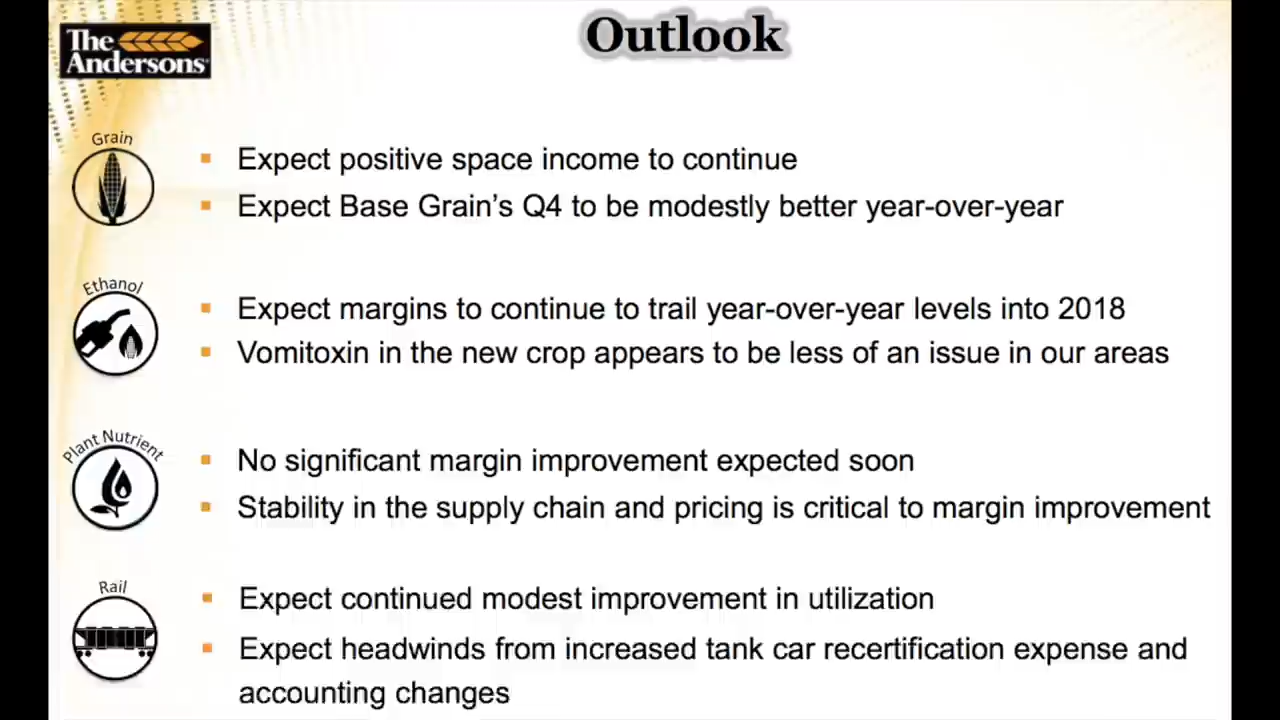 The
Andersons
Outlook
Grain
Expect positive space income to continue
Expect Base Grain's Q4 to be modestly better year-over-year
Ethanol
Expect margins to continue to trail year-over-year levels into 2018
Vomitoxin in the new crop appears to be less of an issue in our areas
Plant Nutrient
No significant margin improvement expected soon
Stability in the supply chain and pricing is critical to margin improvement
Rail
Expect continued modest improvement in utilization
Expect headwinds from increased tank car recertification expense and
accounting changes